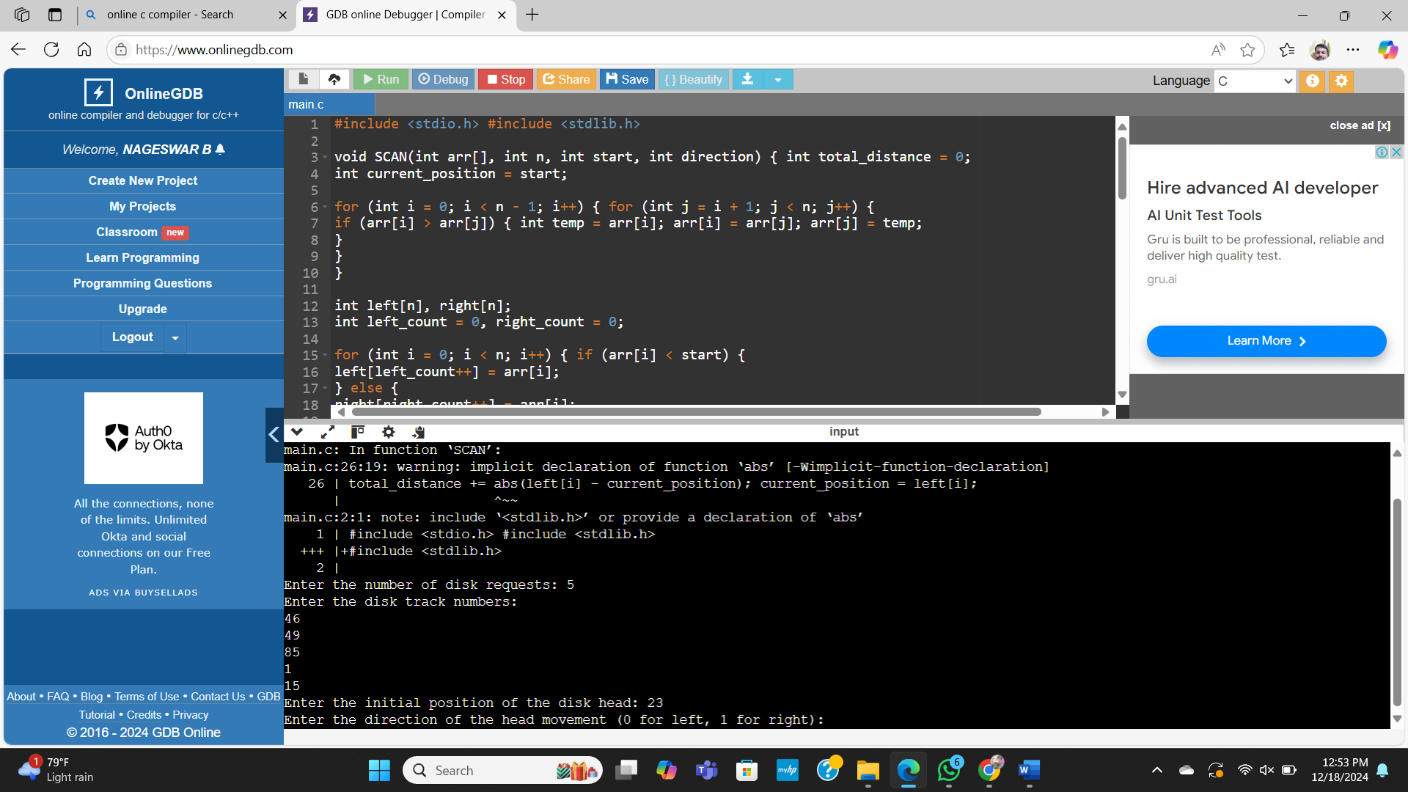 online c compiler - Search
GDB online Debugger | Compiler
https://www.onlinegdb.com
OnlineGDB
online compiler and debugger for c/c++
Welcome, NAGESWAR B
Create New Project
My Projects
Classroom new
Learn Programming
Programming Questions
Upgrade
Logout
Auth0
by Okta
All the connections, none
of the limits. Unlimited
Okta and social
connections on our Free
Plan.
ADS VIA BUYSELLADS
About • FAQ • Blog • Terms of Use • Contact Us • GDB
Tutorial • Credits • Privacy
© 2016 - 2024 GDB Online
Run Debug Stop Share Save { } Beautify
Language C
main.c
1 #include <stdio.h> #include <stdlib.h>
2
3 void SCAN(int arr[], int n, int start, int direction) { int total_distance = 0;
4 int current_position = start;
5
6 for (int i = 0; i < n - 1; i++) { for (int j = i + 1; j < n; j++) {
7 if (arr[i] > arr[j]) { int temp = arr[i]; arr[i] = arr[j]; arr[j] = temp;
8 }
9 }
10 }
11
12 int left[n], right[n];
13 int left_count = 0, right_count = 0;
14
15 for (int i = 0; i < n; i++) { if (arr[i] < start) {
16 left[left_count++] = arr[i];
17 } else {
18 right[right_count++] = arr[i];
close ad [x]
Hire advanced AI developer
AI Unit Test Tools
Gru is built to be professional, reliable and
deliver high quality test.
gru.ai
Learn More
input
main.c: In function ‘SCAN’:
main.c:26:19: warning: implicit declaration of function ‘abs’ [-Wimplicit-function-declaration]
26 | total_distance += abs(left[i] - current_position); current_position = left[i];
| ^~~
main.c:2:1: note: include ‘<stdlib.h>’ or provide a declaration of ‘abs’
1 | #include <stdio.h> #include <stdlib.h>
+++ |+#include <stdlib.h>
2 |
Enter the number of disk requests: 5
Enter the disk track numbers:
46
49
85
1
15
Enter the initial position of the disk head: 23
Enter the direction of the head movement (0 for left, 1 for right):
1
79°F
Light rain
Search
myhp
6
12:53 PM
12/18/2024